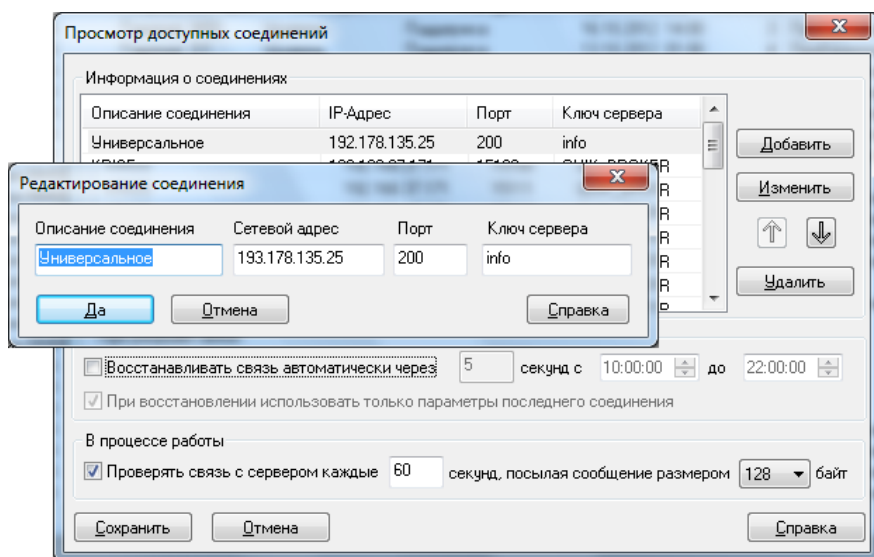 Просмотр доступных соединений
Информация о соединениях
Описание соединения IP-Адрес Порт Ключ сервера
Универсальное 192.178.135.25 200 info
Добавить
Изменить
Удалить
Редактирование соединения
Описание соединения Сетевой адрес Порт Ключ сервера
Универсальное 193.178.135.25 200 info
Да Отмена Справка
Восстанавливать связь автоматически через 5 секунд с 10:00:00 до 22:00:00
При восстановлении использовать только параметры последнего соединения
В процессе работы
Проверять связь с сервером каждые 60 секунд, посылая сообщение размером 128 байт
Сохранить Отмена Справка